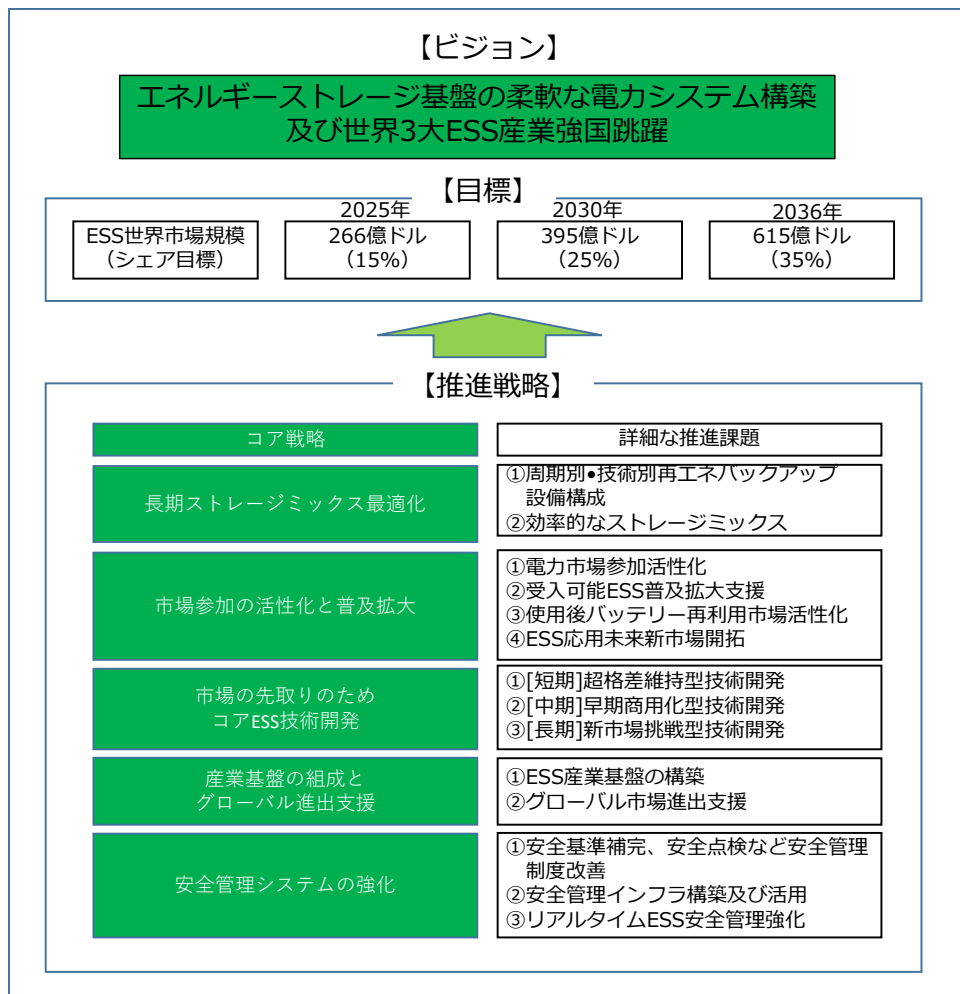 【ビジョン】
エネルギーストレージ基盤の柔軟な電力システム構築
及び世界3大ESS産業強国跳躍
【目標】
2025年
2030年
2036年
ESS世界市場規模
（シェア目標）
266億ドル
（15%）
395億ドル
（25%）
615億ドル
（35%）
【推進戦略】
コア戦略
詳細な推進課題
長期ストレージミックス最適化
①周期別•技術別再エネバックアップ
設備構成
②効率的なストレージミックス
市場参加の活性化と普及拡大
①電力市場参加活性化
②受入可能ESS普及拡大支援
③使用後バッテリー再利用市場活性化
④ESS応用未来新市場開拓
市場の先取りのため
コアESS技術開発
①[短期]超格差維持型技術開発
②[中期]早期商用化型技術開発
③[長期]新市場挑戦型技術開発
産業基盤の組成と
グローバル進出支援
①ESS産業基盤の構築
②グローバル市場進出支援
安全管理システムの強化
①安全基準補完、安全点検など安全管理
制度改善
②安全管理インフラ構築及び活用
③リアルタイムESS安全管理強化